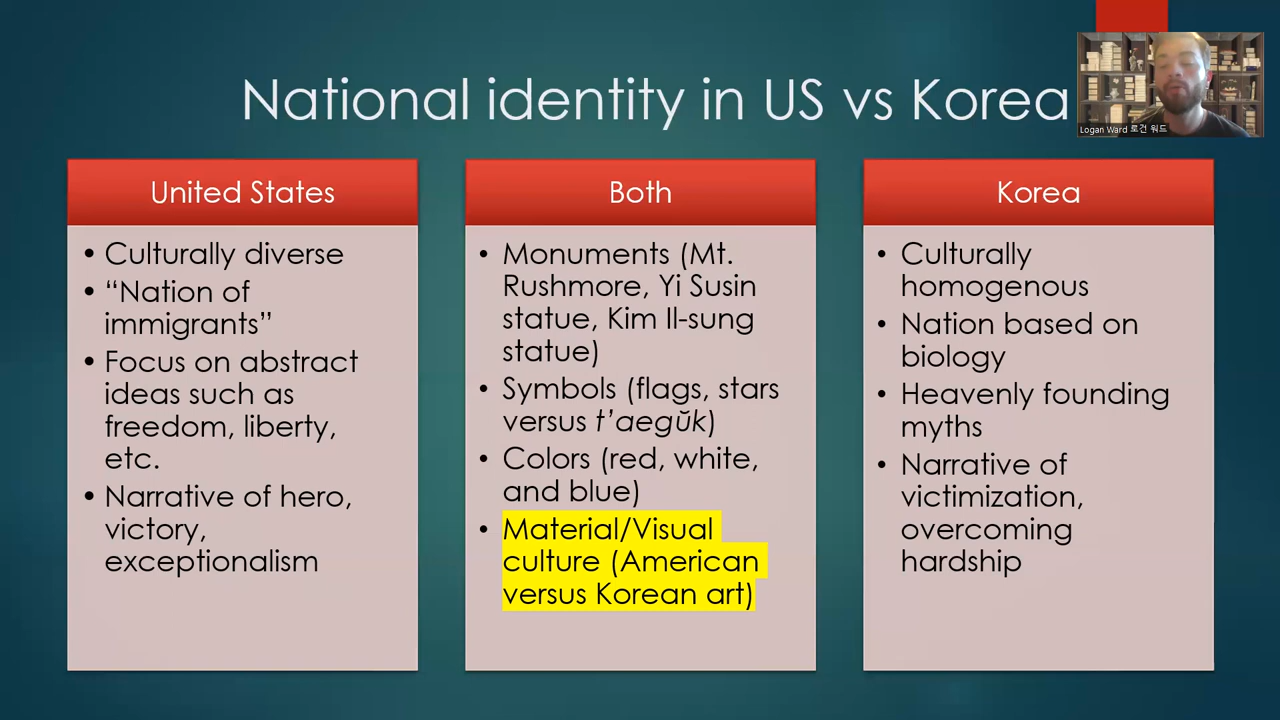 National identity in US vs Korea
Logan Ward 로건 워드
United States
• Culturally diverse
• “Nation of
immigrants”
• Focus on abstract
ideas such as
freedom, liberty,
etc.
• Narrative of hero,
victory,
exceptionalism
Both
• Monuments (Mt.
Rushmore, Yi Susin
statue, Kim Il-sung
statue)
• Symbols (flags, stars
versus t’aegŭk)
• Colors (red, white,
and blue)
• Material/Visual
culture (American
versus Korean art)
Korea
• Culturally
homogenous
• Nation based on
biology
• Heavenly founding
myths
• Narrative of
victimization,
overcoming
hardship